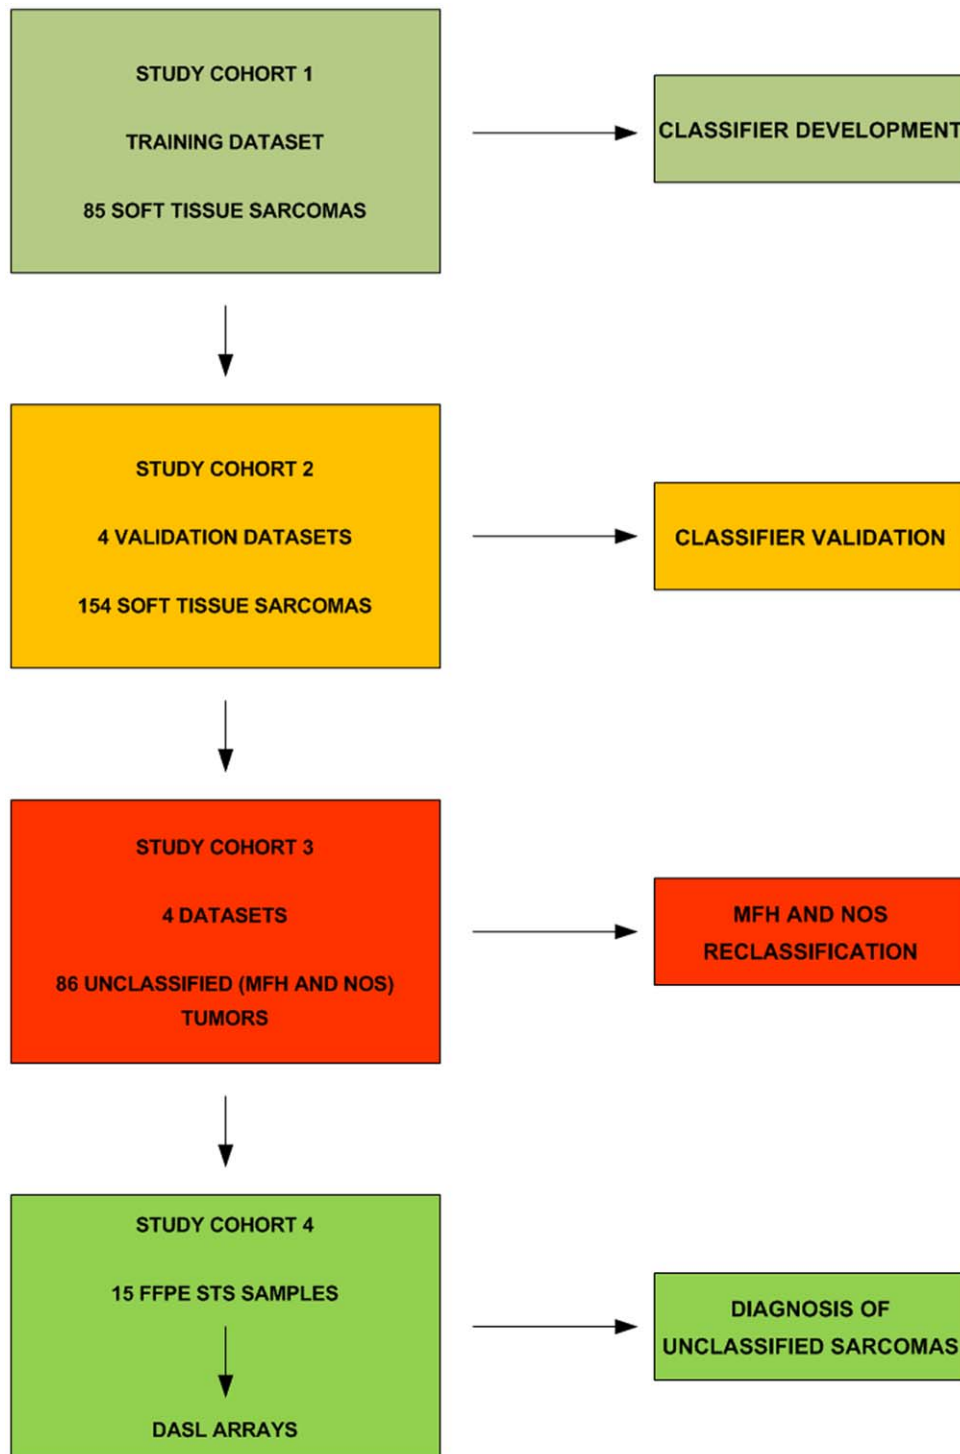 STUDY COHORT 1
TRAINING DATASET
85 SOFT TISSUE SARCOMAS
CLASSIFIER DEVELOPMENT
STUDY COHORT 2
4 VALIDATION DATASETS
154 SOFT TISSUE SARCOMAS
CLASSIFIER VALIDATION
STUDY COHORT 3
4 DATASETS
86 UNCLASSIFIED (MFH AND NOS)
TUMORS
MFH AND NOS
RECLASSIFICATION
STUDY COHORT 4
15 FFPE STS SAMPLES
DASL ARRAYS
DIAGNOSIS OF
UNCLASSIFIED SARCOMAS